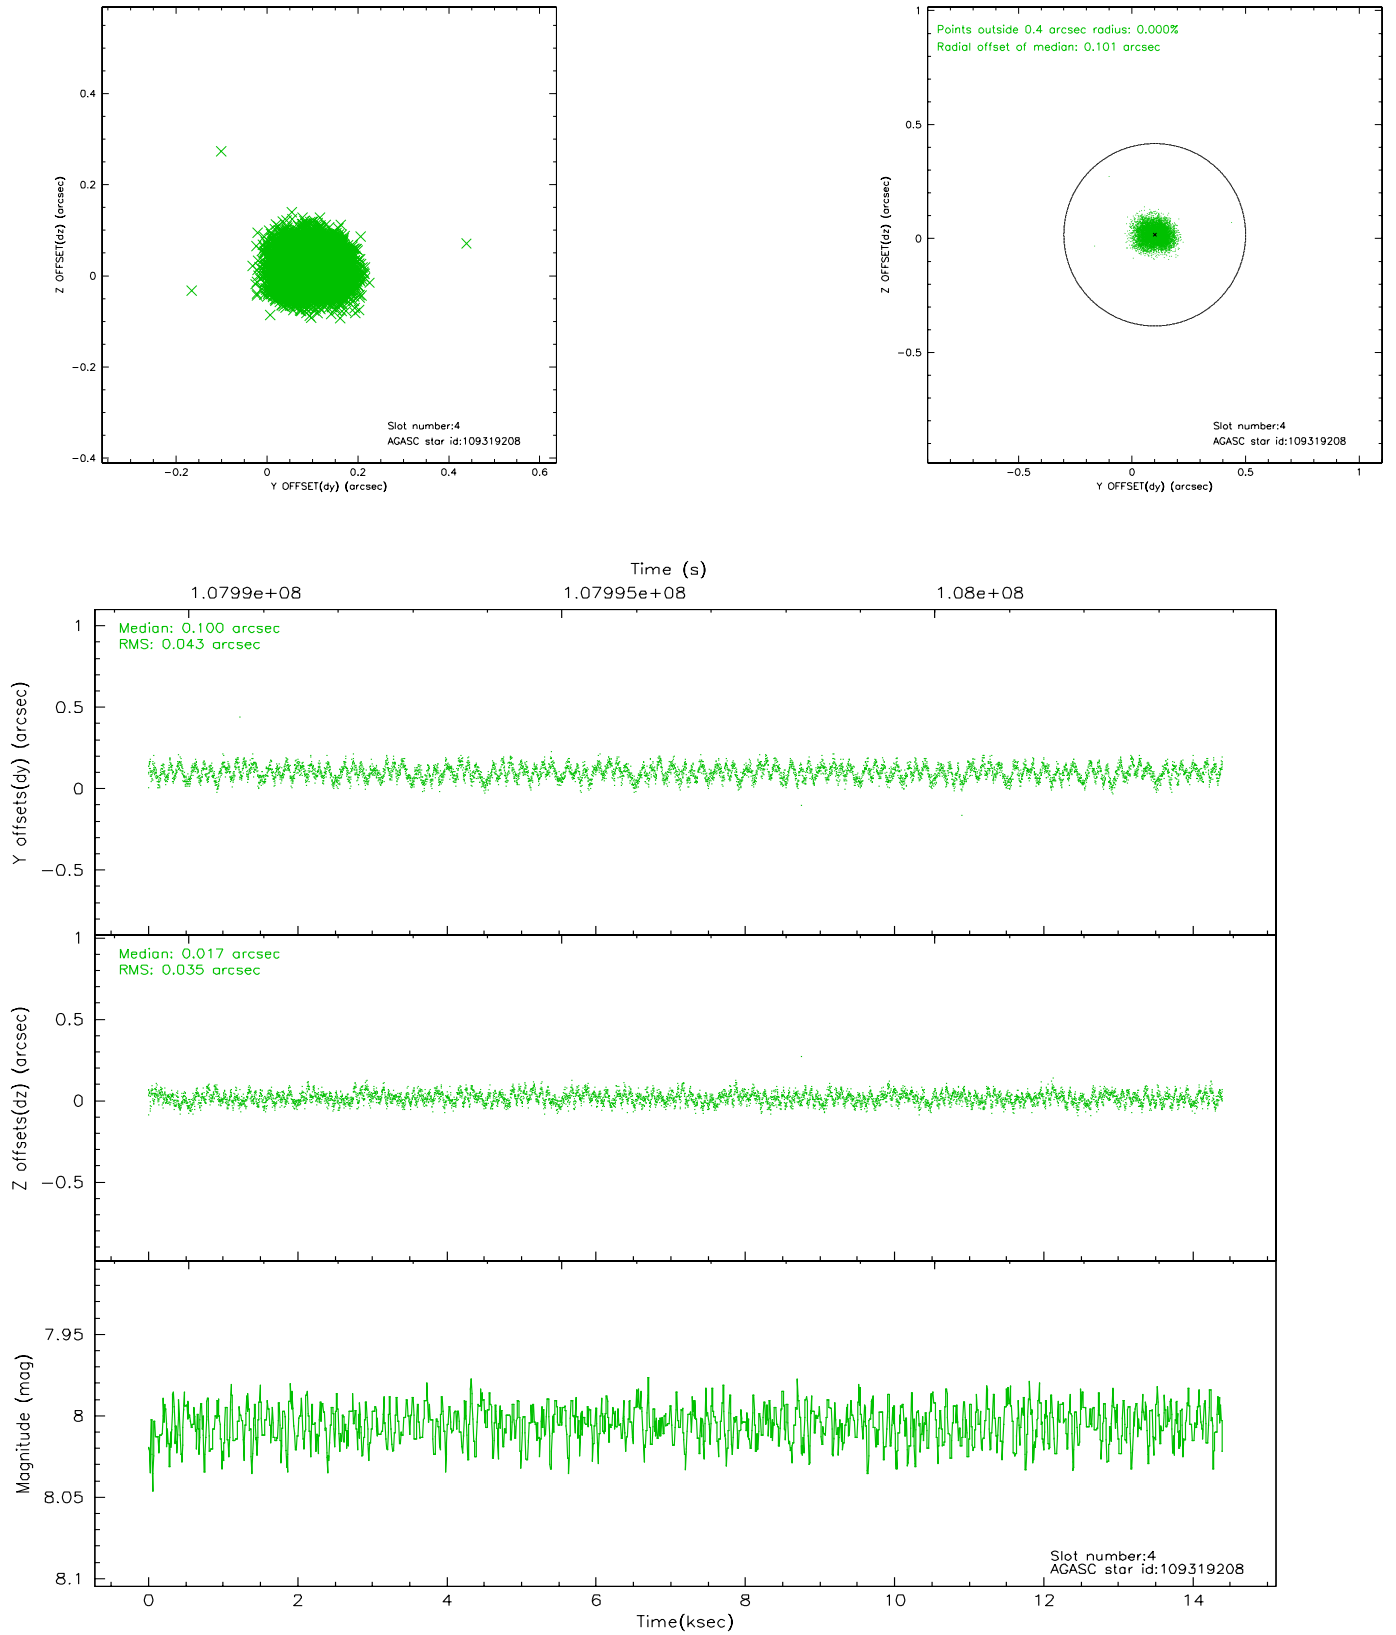 0.4
0.2
0
−0.2
−0.4
Z OFFSET(dz) (arcsec)
Slot number:4
AGASC star id:109319208
−0.2 0 0.2 0.4 0.6
Y OFFSET(dy) (arcsec)
1
0.5
0
−0.5
Z OFFSET(dz) (arcsec)
Points outside 0.4 arcsec radius: 0.000%
Radial offset of median: 0.101 arcsec
Slot number:4
AGASC star id:109319208
−0.5 0 0.5 1
Y OFFSET(dy) (arcsec)
Time (s)
1.0799e+08 1.07995e+08 1.08e+08
Median: 0.100 arcsec
RMS: 0.043 arcsec
1
0.5
0
−0.5
Y offsets(dy) (arcsec)
Median: 0.017 arcsec
RMS: 0.035 arcsec
1
0.5
0
−0.5
Z offsets(dz) (arcsec)
7.95
8
8.05
8.1
Magnitude (mag)
Slot number:4
AGASC star id:109319208
0 2 4 6 8 10 12 14
Time(ksec)